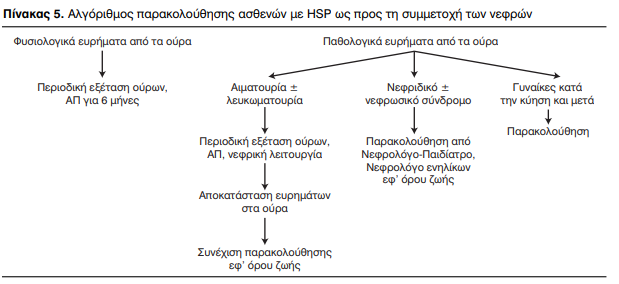 Πίνακας 5. Αλγόριθμος παρακολούθησης ασθενών με HSP ως προς τη συμμετοχή των νεφρών
Φυσιολογικά ευρήματα από τα ούρα
Παθολογικά ευρήματα από τα ούρα
Περιοδική εξέταση ούρων,
ΑΠ για 6 μήνες
Αιματουρία ±
λευκωματουρία
Νεφριδικό ±
νεφρωσικό σύνδρομο
Γυναίκες κατά
την κύηση και μετά
Περιοδική εξέταση ούρων,
ΑΠ, νεφρική λειτουργία
Παρακολούθηση από
Νεφρολόγο-Παιδίατρο,
Νεφρολόγο ενηλίκων
εφ' όρου ζωής
Παρακολούθηση
Αποκατάσταση ευρημάτων
στα ούρα
Συνέχιση παρακολούθησης
εφ' όρου ζωής